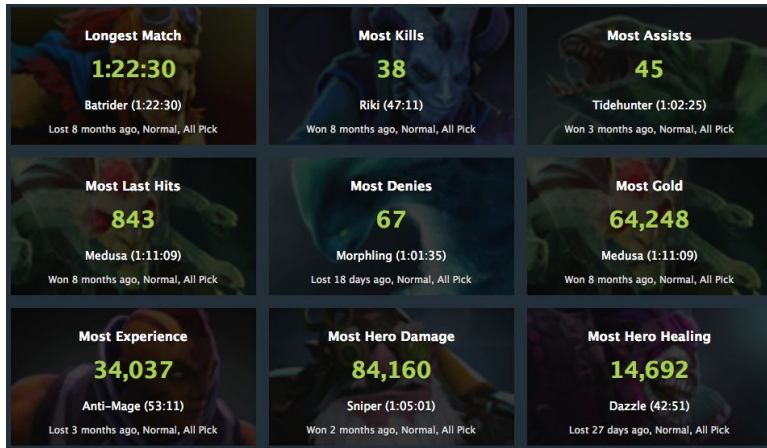 Longest Match
1:22:30
Batrider (1:22:30)
Lost 8 months ago, Normal, All Pick
Most Kills
38
Riki (47:11)
Won 8 months ago, Normal, All Pick
Most Assists
45
Tidehunter (1:02:25)
Won 3 months ago, Normal, All Pick
Most Last Hits
843
Medusa (1:11:09)
Won 8 months ago, Normal, All Pick
Most Denies
67
Morphling (1:01:35)
Lost 18 days ago, Normal, All Pick
Most Gold
64,248
Medusa (1:11:09)
Won 8 months ago, Normal, All Pick
Most Experience
34,037
Anti-Mage (53:11)
Lost 3 months ago, Normal, All Pick
Most Hero Damage
84,160
Sniper (1:05:01)
Won 2 months ago, Normal, All Pick
Most Hero Healing
14,692
Dazzle (42:51)
Lost 27 days ago, Normal, All Pick